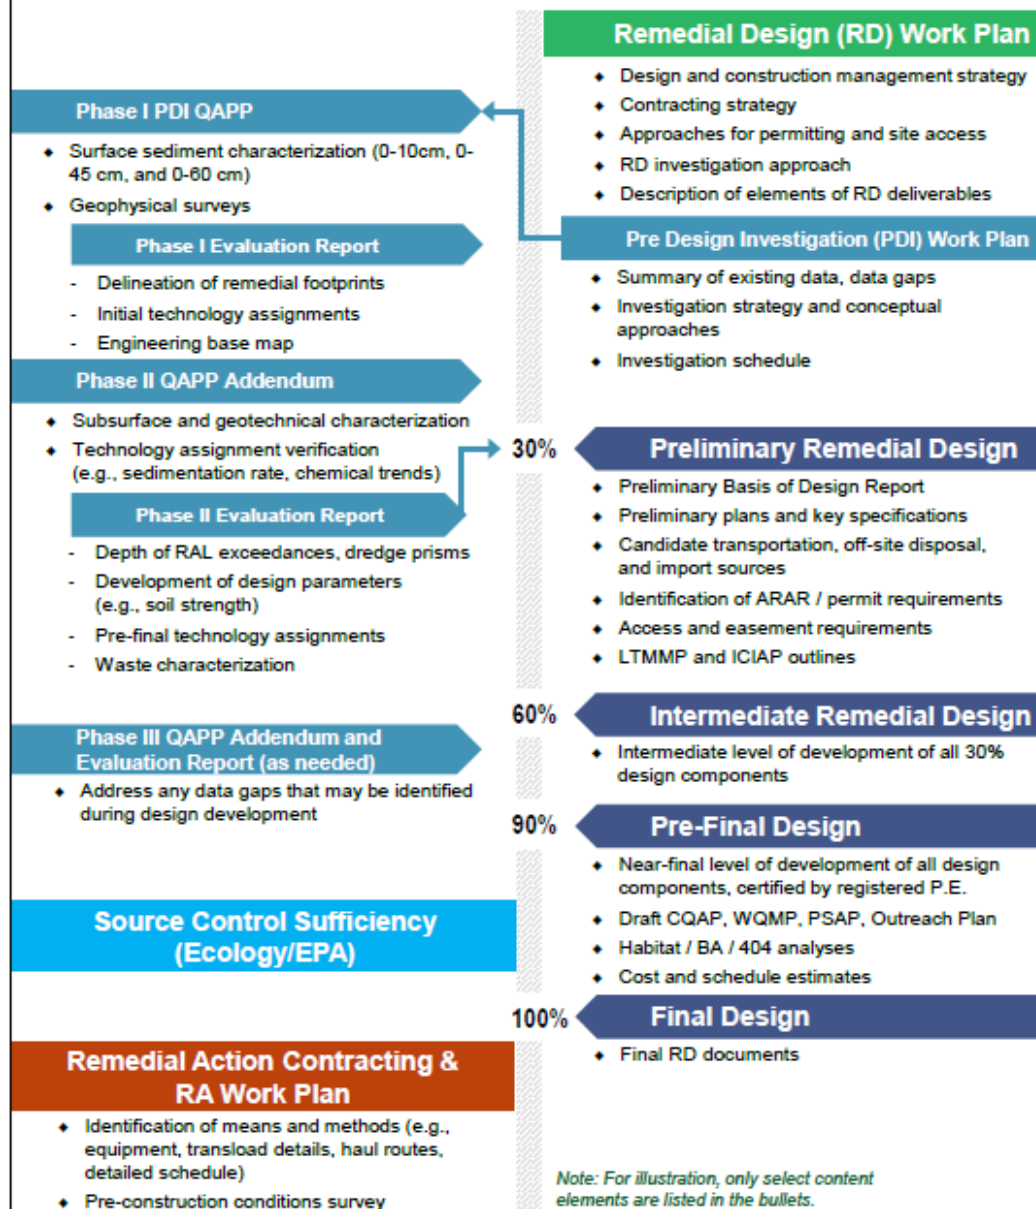 Remedial Design (RD) Work Plan
◆ Design and construction management strategy
◆ Contracting strategy
◆ Approaches for permitting and site access
◆ RD investigation approach
◆ Description of elements of RD deliverables
Pre Design Investigation (PDI) Work Plan
◆ Summary of existing data, data gaps
◆ Investigation strategy and conceptual
approaches
◆ Investigation schedule
Phase I PDI QAPP
◆ Surface sediment characterization (0-10cm, 0-
45 cm, and 0-60 cm)
◆ Geophysical surveys
Phase I Evaluation Report
- Delineation of remedial footprints
- Initial technology assignments
- Engineering base map
Phase II QAPP Addendum
◆ Subsurface and geotechnical characterization
◆ Technology assignment verification
(e.g., sedimentation rate, chemical trends)
Phase II Evaluation Report
- Depth of RAL exceedances, dredge prisms
- Development of design parameters
(e.g., soil strength)
- Pre-final technology assignments
- Waste characterization
30%
Preliminary Remedial Design
◆ Preliminary Basis of Design Report
◆ Preliminary plans and key specifications
◆ Candidate transportation, off-site disposal,
and import sources
◆ Identification of ARAR / permit requirements
◆ Access and easement requirements
◆ LTMMP and ICIAP outlines
60%
Intermediate Remedial Design
◆ Intermediate level of development of all 30%
design components
Phase III QAPP Addendum and
Evaluation Report (as needed)
◆ Address any data gaps that may be identified
during design development
90%
Pre-Final Design
◆ Near-final level of development of all design
components, certified by registered P.E.
◆ Draft CQAP, WQMP, PSAP, Outreach Plan
◆ Habitat / BA / 404 analyses
◆ Cost and schedule estimates
Source Control Sufficiency
(Ecology/EPA)
100%
Final Design
◆ Final RD documents
Remedial Action Contracting &
RA Work Plan
◆ Identification of means and methods (e.g.,
equipment, transload details, haul routes,
detailed schedule)
◆ Pre-construction conditions survey
Note: For illustration, only select content
elements are listed in the bullets.